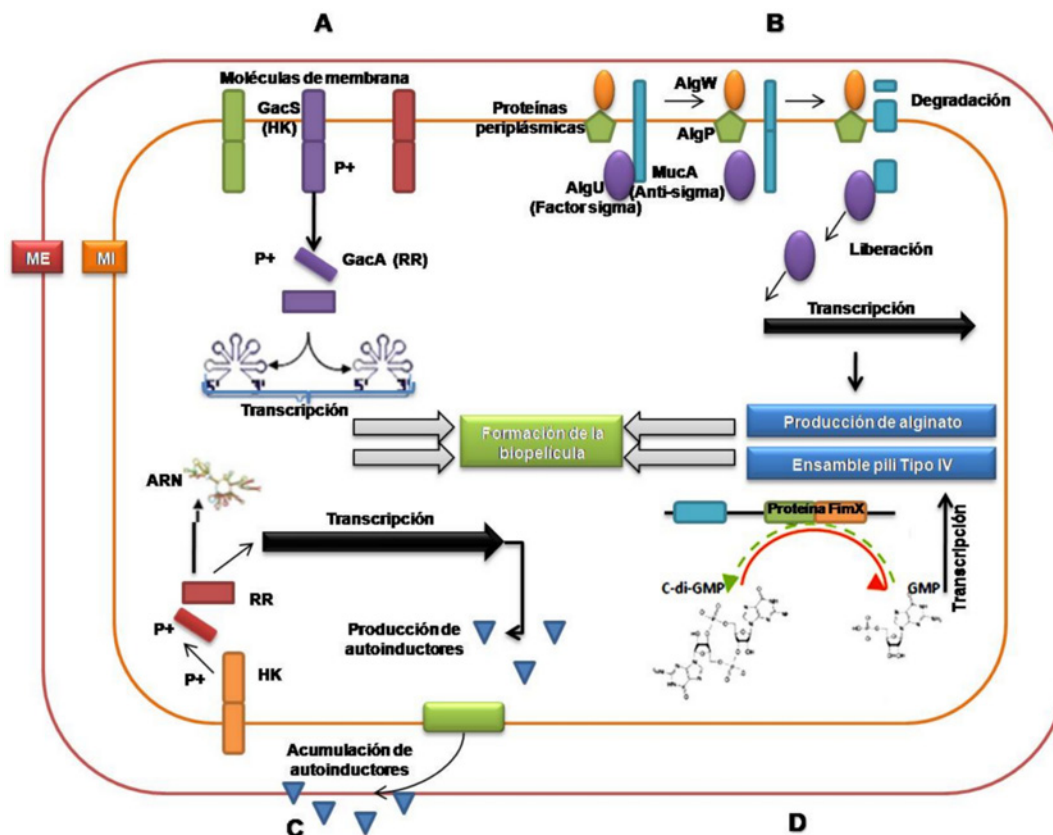 A
B
Moléculas de membrana
GacS
(HK)
P+
P+
GacA (RR)
5' 3'
5' 3'
Transcripción
Proteínas
periplásmicas
AlgW
AlgP
Degradación
AlgU
(Factor sigma)
MucA
(Anti-sigma)
Liberación
Transcripción
ME
MI
Formación de la
biopelícula
Producción de alginato
Ensamble pili Tipo IV
ARN
Transcripción
RR
P+
P+
HK
Producción de
autoinductores
Acumulación de
autoinductores
Proteína FimX
C-di-GMP
GMP
Transcripción
C
D